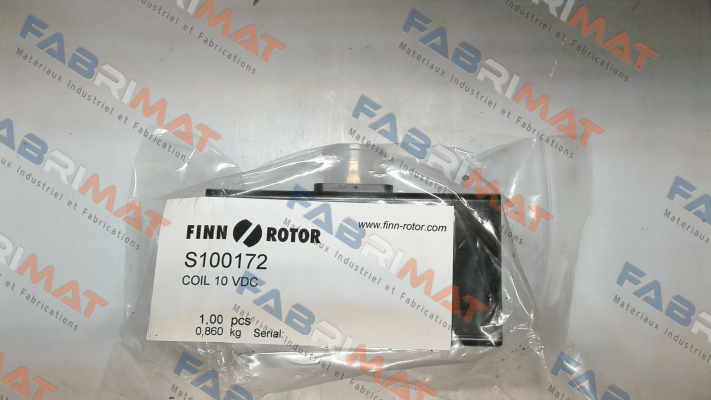 FINN ROTOR
www.finn-rotor.com
S100172
COIL 10 VDC
1,00 pcs
0,860 kg Serial:
FABRIMAT
Matériaux Industriel et Fabrications